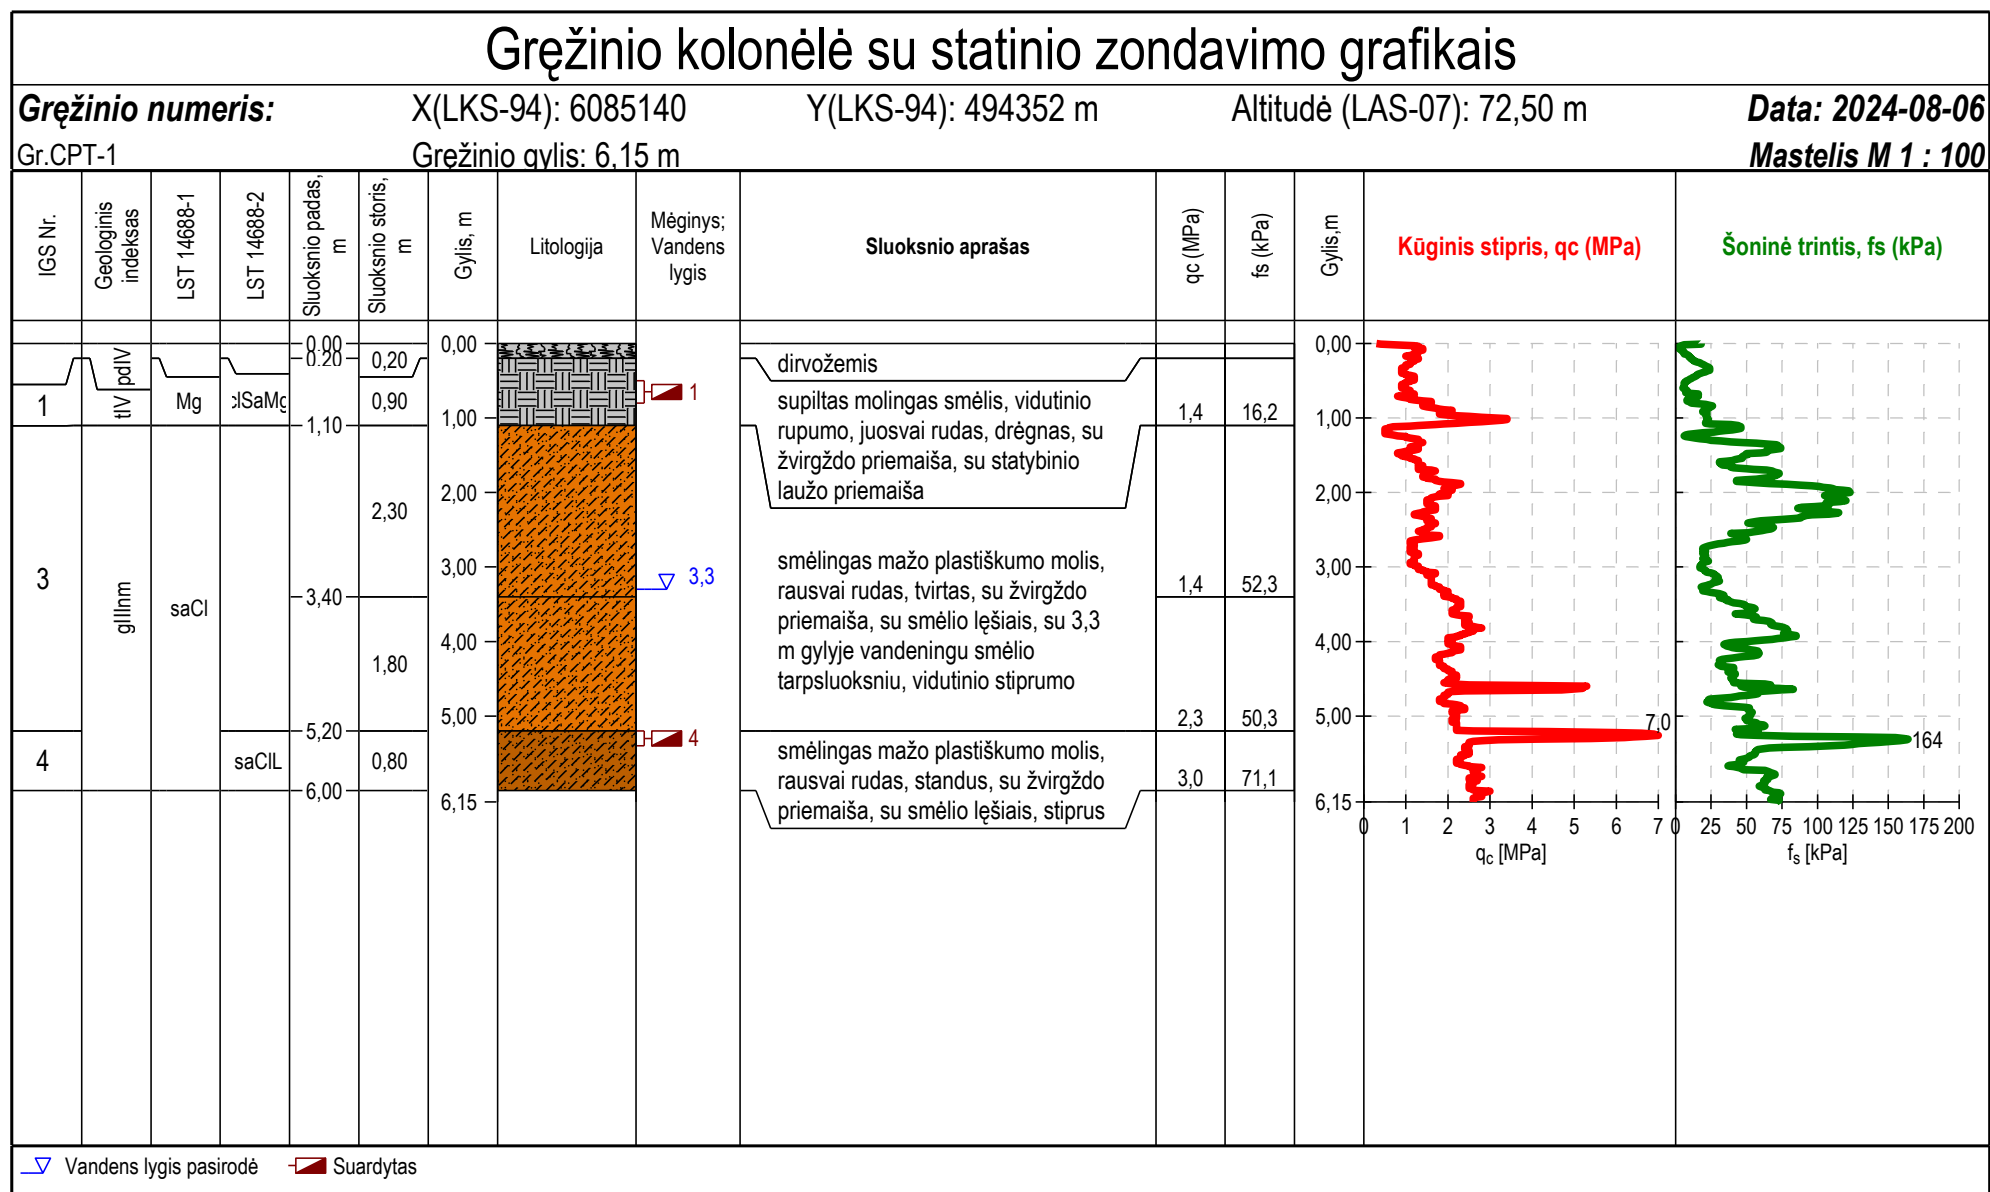 Gręžinio kolonėlė su statinio zondavimo grafikais
Gręžinio numeris:
X(LKS-94): 6085140
Y(LKS-94): 494352 m
Altitudė (LAS-07): 72,50 m
Data: 2024-08-06
Gr.CPT-1
Gręžinio gylis: 6,15 m
Mastelis M 1 : 100
IGS Nr.
Geologinis
indeksas
LST 14688-1
LST 14688-2
Sluoksnio padas,
m
Sluoksnio storis,
m
Gylis, m
Litologija
Mėginys;
Vandens
lygis
Sluoksnio aprašas
qc (MPa)
fs (kPa)
Gylis,m
Kūginis stipris, qc (MPa)
Šoninė trintis, fs (kPa)
pdIV
0.00
0.20
0,20
dirvožemis
1
tIV
Mg
clSaMg
1,10
0,90
1
supiltas molingas smėlis, vidutinio
rupumo, juosvai rudas, drėgnas, su
žvirgždo priemaiša, su statybinio
laužo priemaiša
1,4
16,2
3
gIIInm
saCl
3,40
2,30
3,3
smėlingas mažo plastiškumo molis,
rausvai rudas, tvirtas, su žvirgždo
priemaiša, su smėlio lęšiais, su 3,3
m gylyje vandeningu smėlio
tarpsluoksniu, vidutinio stiprumo
1,4
52,3
5,20
1,80
2,3
50,3
4
saClL
6,00
0,80
4
smėlingas mažo plastiškumo molis,
rausvai rudas, standus, su žvirgždo
priemaiša, su smėlio lęšiais, stiprus
3,0
71,1
0,00
1,00
2,00
3,00
4,00
5,00
6,15
0,00
1,00
2,00
3,00
4,00
5,00
6,15
7,0
0 1 2 3 4 5 6 7
qc [MPa]
164
0 25 50 75 100 125 150 175 200
fs [kPa]
Vandens lygis pasirodė
Suardytas